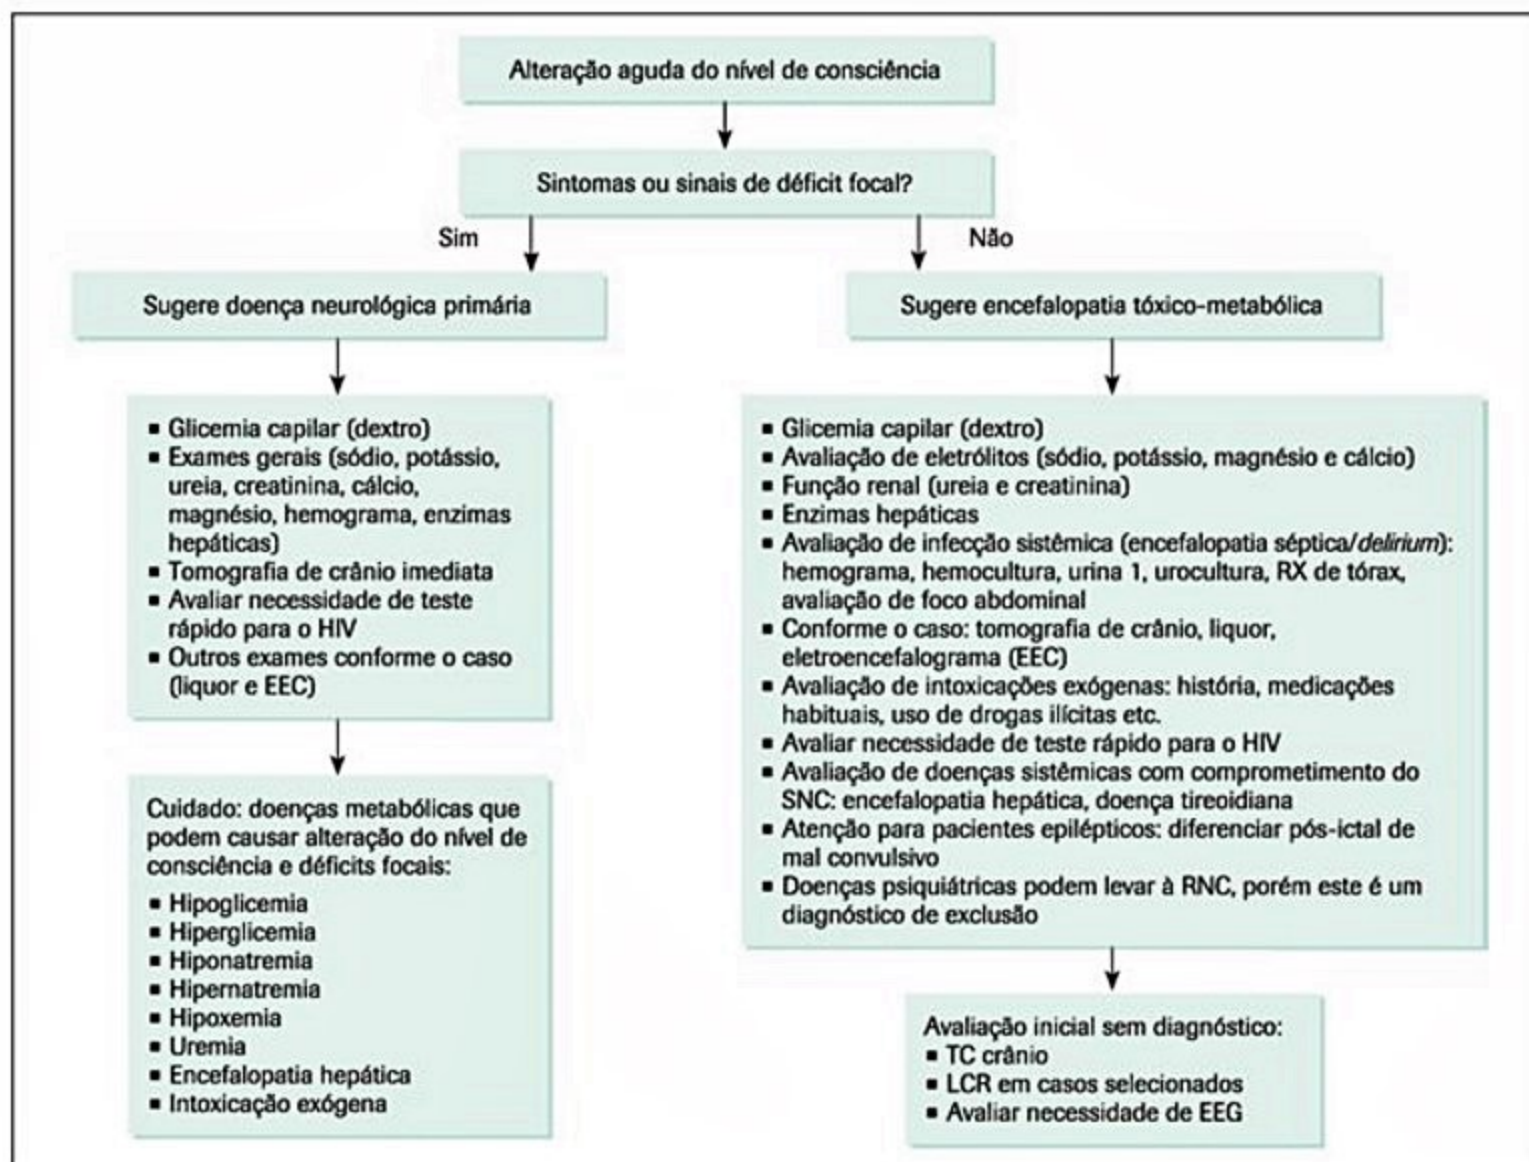 Alteração aguda do nível de consciência
Sintomas ou sinais de déficit focal?
Sim
Não
Sugere doença neurológica primária
Sugere encefalopatia tóxico-metabólica
▪ Glicemia capilar (dextro)
▪ Exames gerais (sódio, potássio,
ureia, creatinina, cálcio,
magnésio, hemograma, enzimas
hepáticas)
▪ Tomografia de crânio imediata
▪ Avaliar necessidade de teste
rápido para o HIV
▪ Outros exames conforme o caso
(liquor e EEC)
Cuidado: doenças metabólicas que
podem causar alteração do nível de
consciência e déficits focais:
▪ Hipoglicemia
▪ Hiperglicemia
▪ Hiponatremia
▪ Hipernatremia
▪ Hipoxemia
▪ Uremia
▪ Encefalopatia hepática
▪ Intoxicação exógena
▪ Glicemia capilar (dextro)
▪ Avaliação de eletrólitos (sódio, potássio, magnésio e cálcio)
▪ Função renal (ureia e creatinina)
▪ Enzimas hepáticas
▪ Avaliação de infecção sistêmica (encefalopatia séptica/delirium):
hemograma, hemocultura, urina 1, urocultura, RX de tórax,
avaliação de foco abdominal
▪ Conforme o caso: tomografia de crânio, liquor,
eletroencefalograma (EEC)
▪ Avaliação de intoxicações exógenas: história, medicações
habituais, uso de drogas ilícitas etc.
▪ Avaliar necessidade de teste rápido para o HIV
▪ Avaliação de doenças sistêmicas com comprometimento do
SNC: encefalopatia hepática, doença tireoidiana
▪ Atenção para pacientes epilépticos: diferenciar pós-ictal de
mal convulsivo
▪ Doenças psiquiátricas podem levar à RNC, porém este é um
diagnóstico de exclusão
Avaliação inicial sem diagnóstico:
▪ TC crânio
▪ LCR em casos selecionados
▪ Avaliar necessidade de EEG